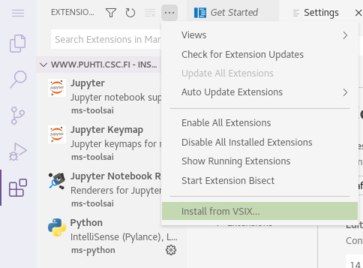 EXTENSIO...
Get Started
Settings
Search Extensions in Mar
WWW.PUHTI.CSC.FI - INS...
Jupyter
Jupyter notebook sup
ms-toolsai
Jupyter Keymap
Jupyter keymaps for
ms-toolsai
Jupyter Notebook R
Renderers for Jupyter
ms-toolsai
Python
IntelliSense (Pylance), L...
ms-python
Views
Check for Extension Updates
Update All Extensions
Auto Update Extensions
Enable All Extensions
Disable All Installed Extensions
Show Running Extensions
Start Extension Bisect
Install from VSIX...
14